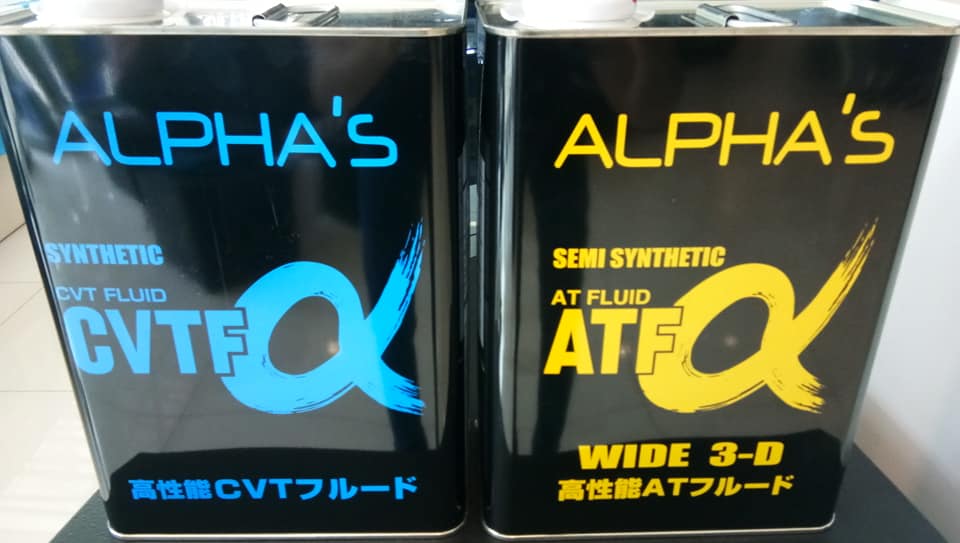 ALPHA's
SYNTHETIC
CVT FLUID
CVTF α
高性能CVTフルード
ALPHA's
SEMI SYNTHETIC
AT FLUID
ATF α
WIDE 3-D
高性能ATフルード